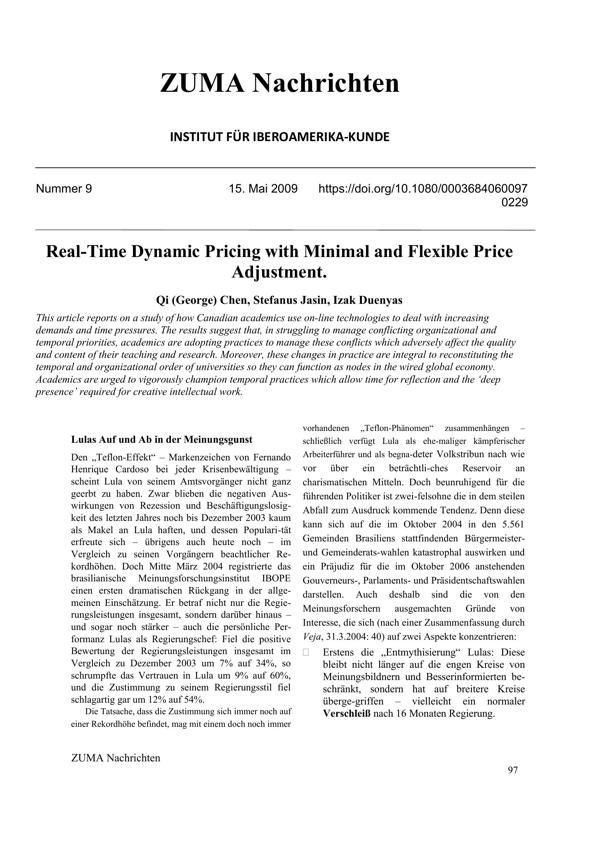 ZUMA Nachrichten
INSTITUT FÜR IBEROAMERIKA-KUNDE
Nummer 9 15. Mai 2009 https://doi.org/10.1080/0003684060097
0229
Real-Time Dynamic Pricing with Minimal and Flexible Price
Adjustment.
Qi (George) Chen, Stefanus Jasin, Izak Duenyas
This article reports on a study of how Canadian academics use on-line technologies to deal with increasing
demands and time pressures. The results suggest that, in struggling to manage conflicting organizational and
temporal priorities, academics are adopting practices to manage these conflicts which adversely affect the quality
and content of their teaching and research. Moreover, these changes in practice are integral to reconstituting the
temporal and organizational order of universities so they can function as nodes in the wired global economy.
Academics are urged to vigorously champion temporal practices which allow time for reflection and the ‘deep
presence’ required for creative intellectual work.
Lulas Auf und Ab in der Meinungsgunst
Den „Teflon-Effekt“ – Markenzeichen von Fernando
Henrique Cardoso bei jeder Krisenbewältigung –
scheint Lula von seinem Amtsvorgänger nicht ganz
geerbt zu haben. Zwar blieben die negativen Aus-
wirkungen von Rezession und Beschäftigungslosig-
keit des letzten Jahres noch bis Dezember 2003 kaum
als Makel an Lula haften, und dessen Populari-tät
erfreute sich – übrigens auch heute noch – im
Vergleich zu seinen Vorgängern beachtlicher Re-
kordhöhen. Doch Mitte März 2004 registrierte das
brasilianische Meinungsforschungsinstitut IBOPE
einen ersten dramatischen Rückgang in der allge-
meinen Einschätzung. Er betraf nicht nur die Regie-
rungsleistungen insgesamt, sondern darüber hinaus –
und sogar noch stärker – auch die persönliche Per-
formanz Lulas als Regierungschef: Fiel die positive
Bewertung der Regierungsleistungen insgesamt im
Vergleich zu Dezember 2003 um 7% auf 34%, so
schrumpfte das Vertrauen in Lula um 9% auf 60%,
und die Zustimmung zu seinem Regierungsstil fiel
schlagartig gar um 12% auf 54%.
Die Tatsache, dass die Zustimmung sich immer noch auf
einer Rekordhöhe befindet, mag mit einem doch noch immer
vorhandenen „Teflon-Phänomen“ zusammenhängen –
schließlich verfügt Lula als ehe-maliger kämpferischer
Arbeiterführer und als begna-deter Volkstribun nach wie
vor über ein beträchtli-ches Reservoir an
charismatischen Mitteln. Doch beunruhigend für die
führenden Politiker ist zwei-felsohne die in dem steilen
Abfall zum Ausdruck kommende Tendenz. Denn diese
kann sich auf die im Oktober 2004 in den 5.561
Gemeinden Brasiliens stattfindenden Bürgermeister-
und Gemeinderats-wahlen katastrophal auswirken und
ein Präjudiz für die im Oktober 2006 anstehenden
Gouverneurs-, Parlaments- und Präsidentschaftswahlen
darstellen. Auch deshalb sind die von den
Meinungsforschern ausgemachten Gründe von
Interesse, die sich (nach einer Zusammenfassung durch
Veja, 31.3.2004: 40) auf zwei Aspekte konzentrieren:
Erstens die „Entmythisierung“ Lulas: Diese
bleibt nicht länger auf die engen Kreise von
Meinungsbildnern und Besserinformierten be-
schränkt, sondern hat auf breitere Kreise
überge-griffen – vielleicht ein normaler
Verschleiß nach 16 Monaten Regierung.
ZUMA Nachrichten
97